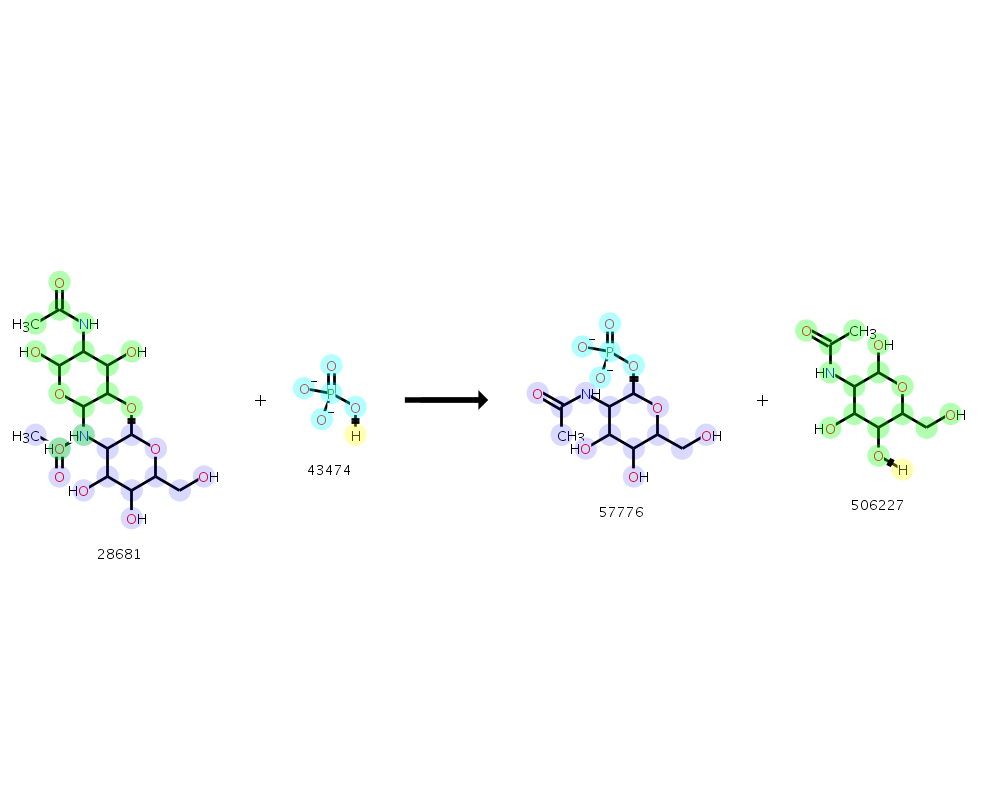 O
H₃C NH
HO OH
O O
H₃C HN O
HO
O HO OH
OH
28681
+
O
O⁻ P
O⁻ O
H
43474
O
O⁻ P
O⁻ O
O NH O
CH₃ HO OH
OH
57776
+
O CH₃
OH
HN O
HO OH
O H
506227